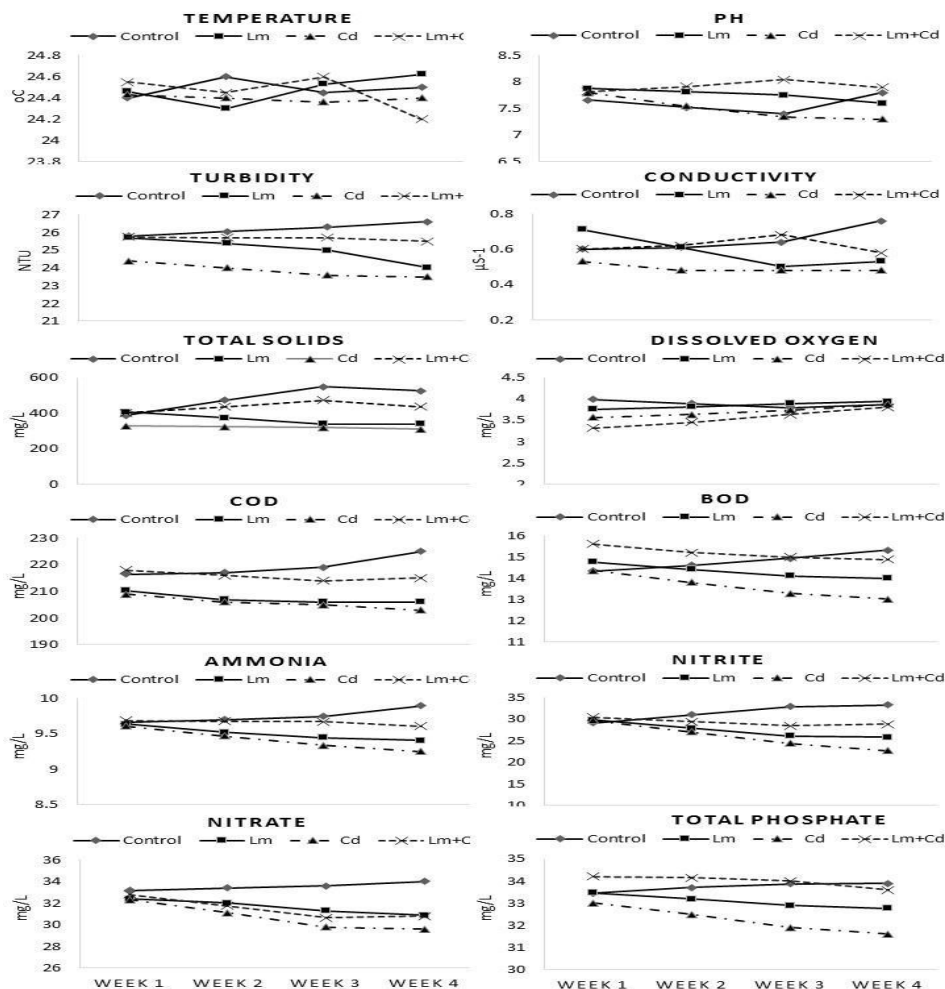 TEMPERATURE
Control Lm Cd Lm+C
24.8
24.6
24.4
24.2
24
23.8
oC
PH
Control Lm Cd Lm+Cd
8.5
8
7.5
7
6.5
TURBIDITY
Control Lm Cd Lm+
27
26
25
24
23
22
21
NTU
CONDUCTIVITY
Control Lm Cd Lm+Cd
0.8
0.6
0.4
0.2
µS-1
TOTAL SOLIDS
Control Lm Cd Lm+C
600
400
200
0
mg/L
DISSOLVED OXYGEN
Control Lm Cd Lm+Cd
4.5
4
3.5
3
2.5
2
mg/L
COD
Control Lm Cd Lm+C
230
220
210
200
190
mg/L
BOD
Control Lm Cd Lm+Cd
16
15
14
13
12
11
mg/L
AMMONIA
Control Lm Cd Lm+Cd
10
9.5
9
8.5
mg/L
NITRITE
Control Lm Cd Lm+Cd
35
30
25
20
15
10
mg/L
NITRATE
Control Lm Cd Lm+C
36
34
32
30
28
26
mg/L
WEEK 1 WEEK 2 WEEK 3 WEEK 4
TOTAL PHOSPHATE
Control Lm Cd Lm+Cd
35
34
33
32
31
30
mg/L
WEEK 1 WEEK 2 WEEK 3 WEEK 4